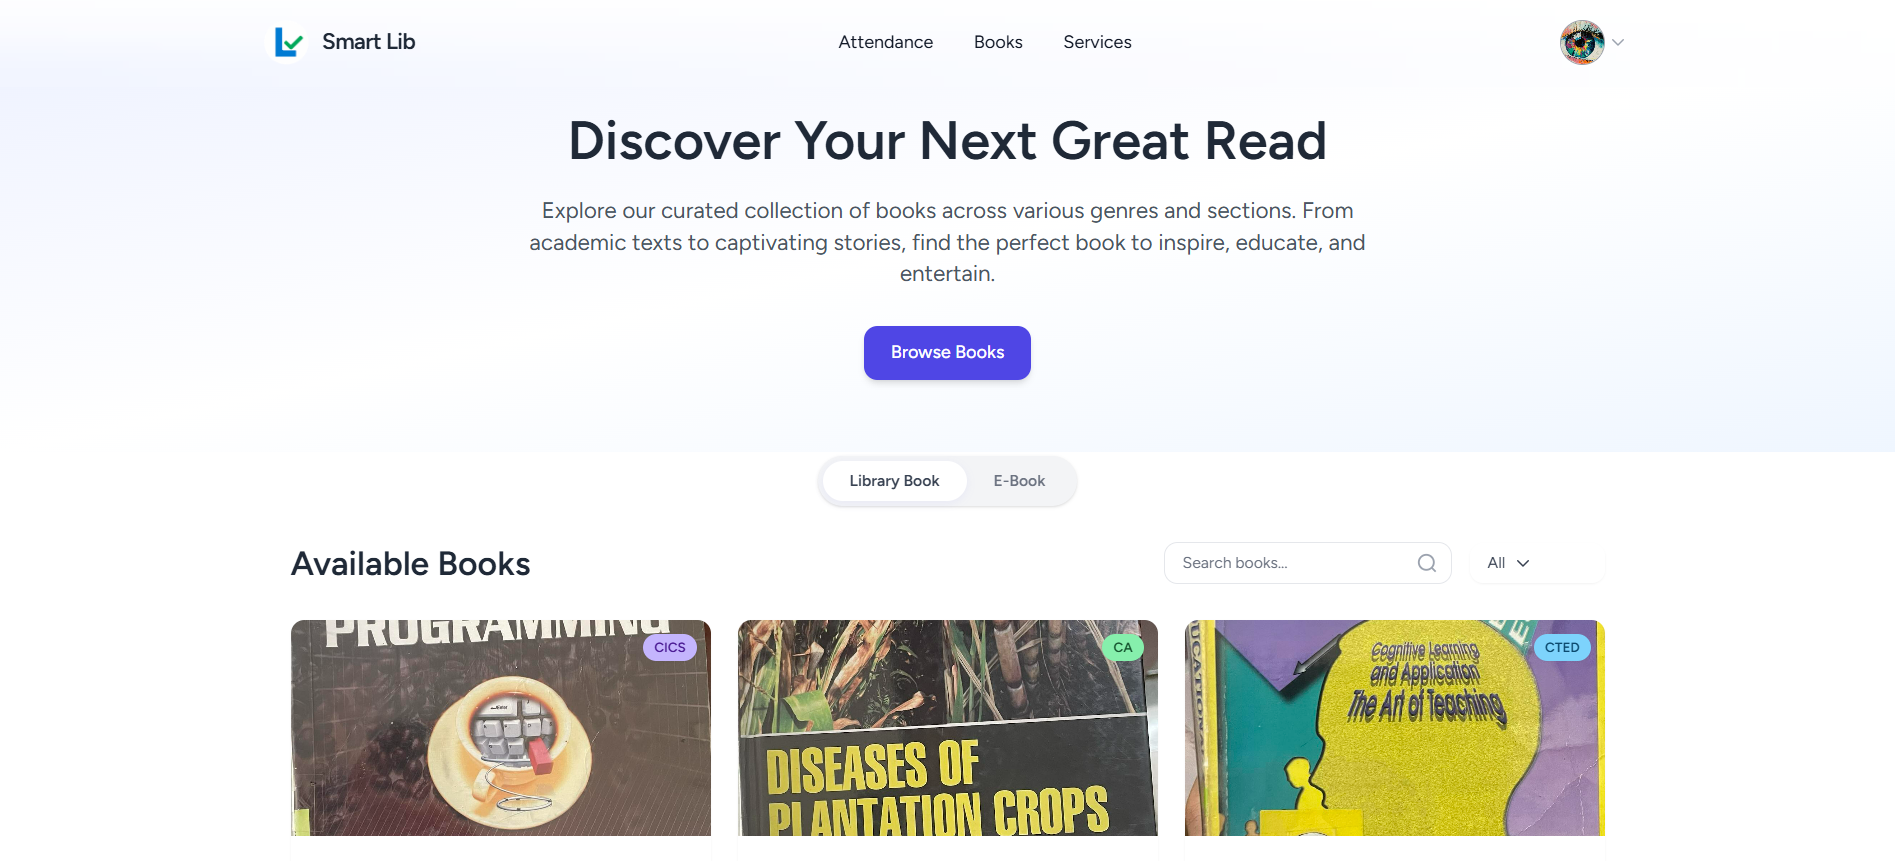 Smart Lib
Attendance
Books
Services
Discover Your Next Great Read
Explore our curated collection of books across various genres and sections. From
academic texts to captivating stories, find the perfect book to inspire, educate, and
entertain.
Browse Books
Library Book
E-Book
Available Books
Search books...
All
PROGRAMMING
CICS
CA
DISEASES OF
PLANTATION CROPS
CTED
Cognitive Learning
and Application
The Art of Teaching